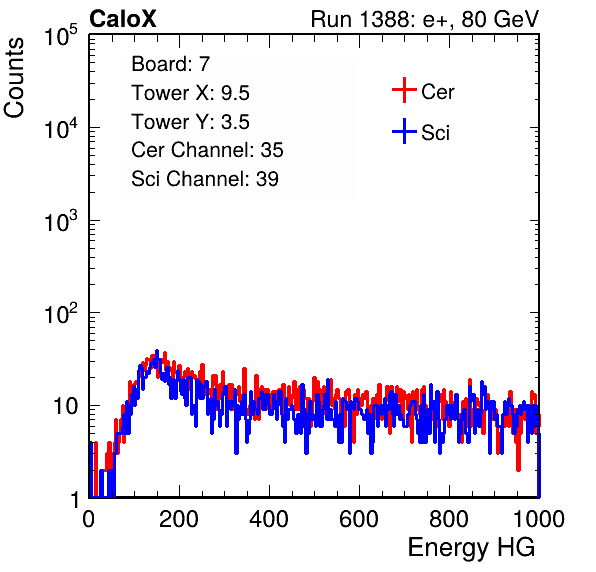 CaloX Run 1388: e+, 80 GeV
Counts
Board: 7
Tower X: 9.5
Tower Y: 3.5
Cer Channel: 35
Sci Channel: 39
Cer
Sci
10^5
10^4
10^3
10^2
10
1
0 200 400 600 800 1000
Energy HG